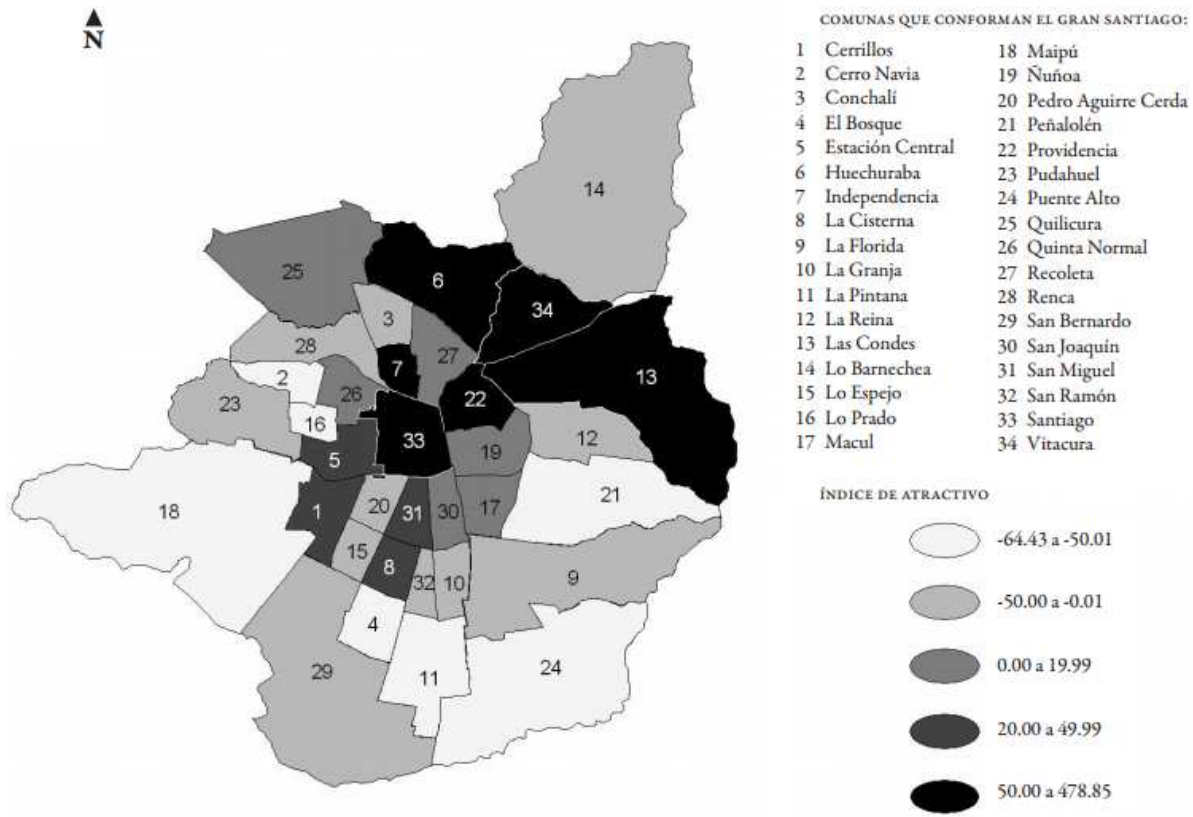 N
COMUNAS QUE CONFORMAN EL GRAN SANTIAGO:
1 Cerrillos
2 Cerro Navia
3 Conchalí
4 El Bosque
5 Estación Central
6 Huechuraba
7 Independencia
8 La Cisterna
9 La Florida
10 La Granja
11 La Pintana
12 La Reina
13 Las Condes
14 Lo Barnechea
15 Lo Espejo
16 Lo Prado
17 Macul
18 Maipú
19 Ñuñoa
20 Pedro Aguirre Cerda
21 Peñalolén
22 Providencia
23 Pudahuel
24 Puente Alto
25 Quilicura
26 Quinta Normal
27 Recoleta
28 Renca
29 San Bernardo
30 San Joaquín
31 San Miguel
32 San Ramón
33 Santiago
34 Vitacura
ÍNDICE DE ATRACTIVO
-64.43 a -50.01
-50.00 a -0.01
0.00 a 19.99
20.00 a 49.99
50.00 a 478.85
14
25
6
34
3
28
27
7
13
2
26
22
23
16
33
19
12
5
21
18
1
20
31
30
17
15
8
32
10
9
4
29
11
24